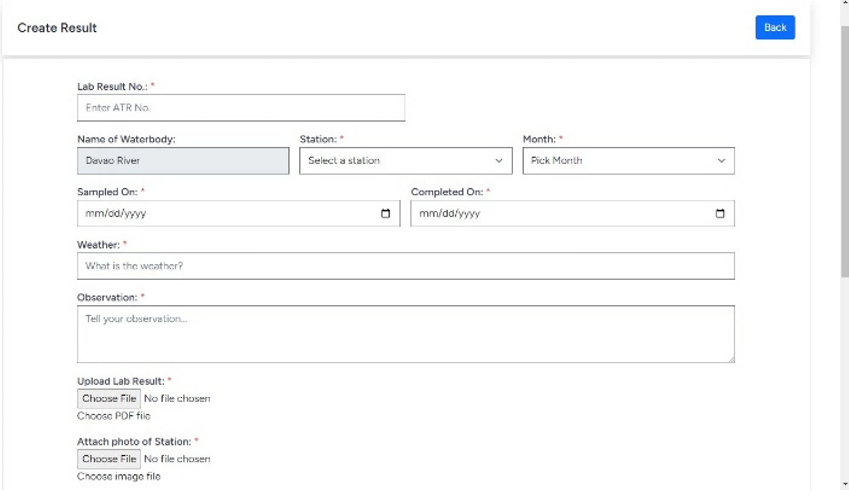 Create Result
Back
Lab Result No.: *
Enter ATR No.
Name of Waterbody:
Station: *
Month: *
Davao River
Select a station
Pick Month
Sampled On: *
Completed On: *
mm/dd/yyyy
mm/dd/yyyy
Weather: *
What is the weather?
Observation: *
Tell your observation...
Upload Lab Result: *
Choose File No file chosen
Choose PDF file
Attach photo of Station: *
Choose File No file chosen
Choose image file